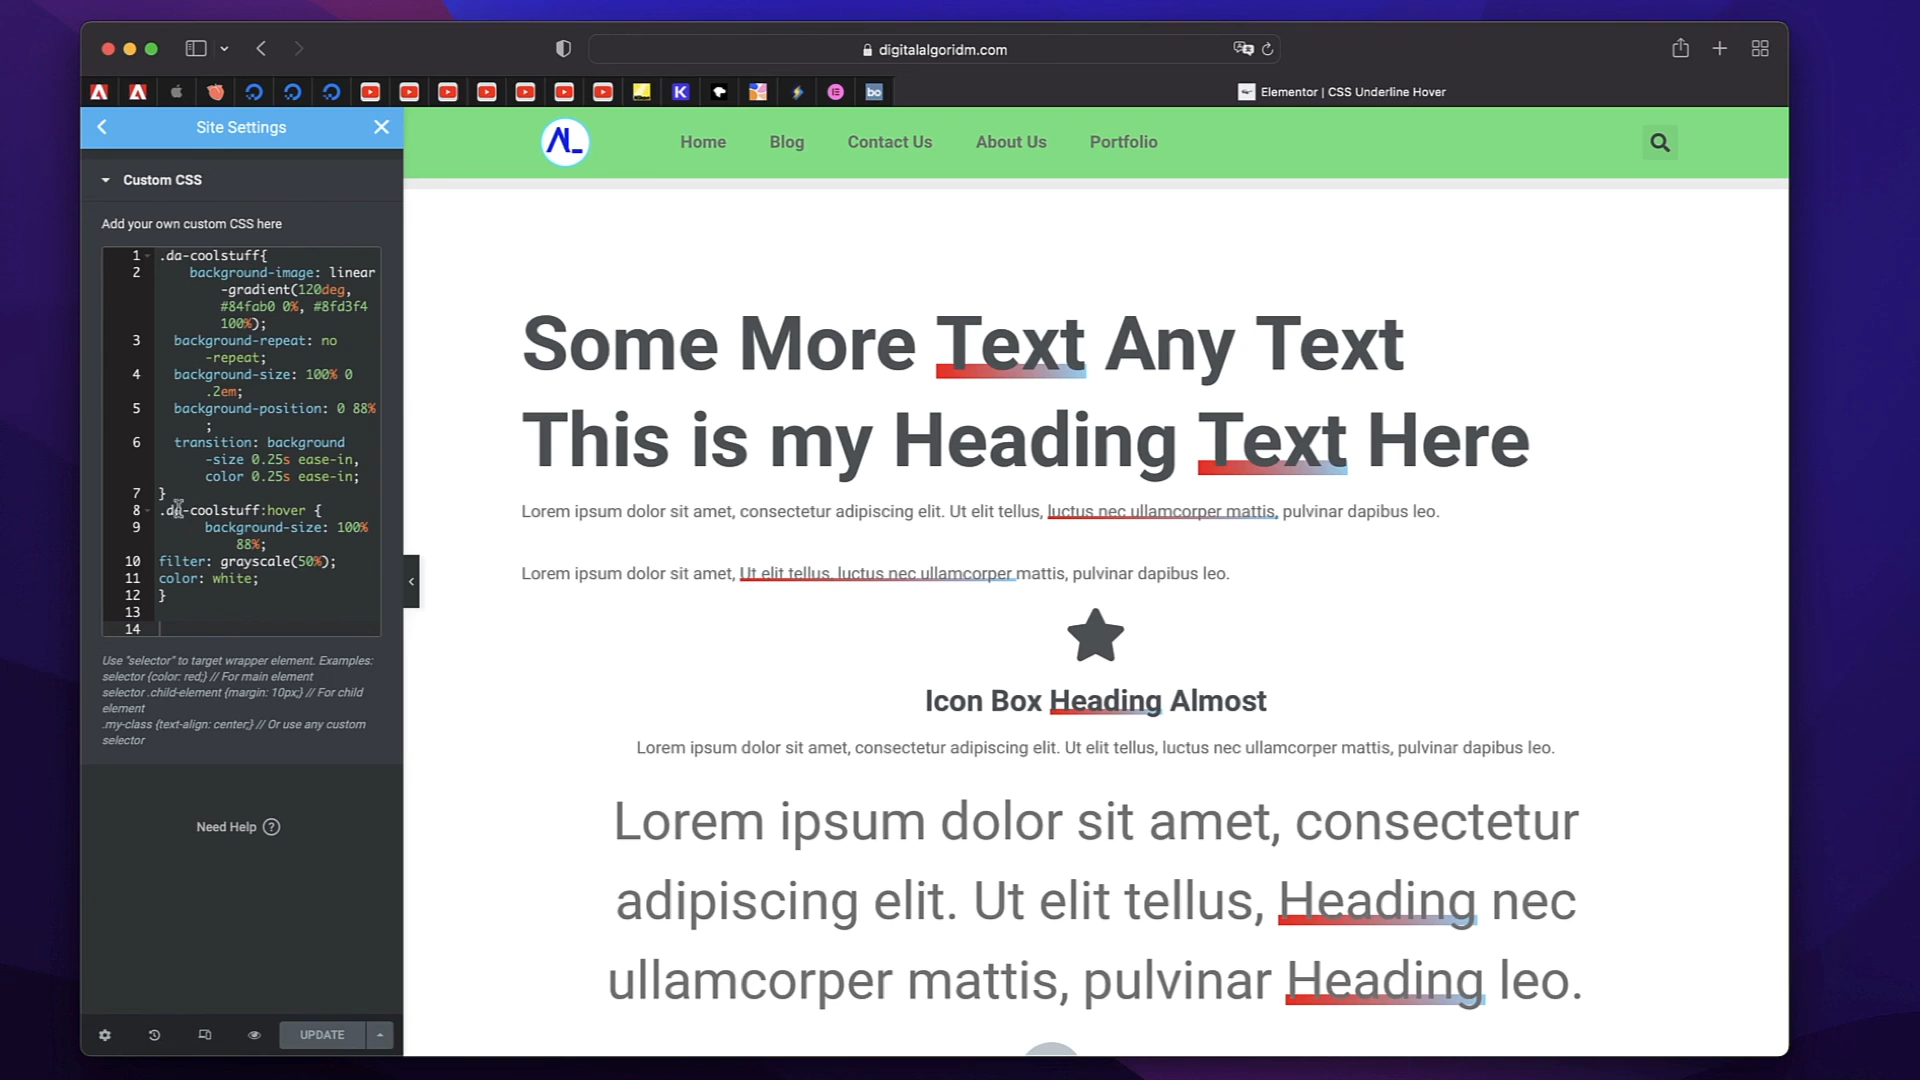 digitalalgoridm.com
K
bo
Elementor | CSS Underline Hover
Site Settings
AL_
Home
Blog
Contact Us
About Us
Portfolio
Custom CSS
Add your own custom CSS here
1 .da-coolstuff{
2 background-image: linear
-gradient(120deg,
#84fab0 0%, #8fd3f4
100%);
3 background-repeat: no
-repeat;
4 background-size: 100% 0
.2em;
5 background-position: 0 88%
;
6 transition: background
-size 0.25s ease-in,
color 0.25s ease-in;
7 }
8 .da-coolstuff:hover {
9 background-size: 100%
88%;
10 filter: grayscale(50%);
11 color: white;
12 }
13
14
Use "selector" to target wrapper element. Examples:
selector {color: red;} // For main element
selector .child-element {margin: 10px;} // For child
element
.my-class {text-align: center;} // Or use any custom
selector
Need Help ?
UPDATE
Some More Text Any Text
This is my Heading Text Here
Lorem ipsum dolor sit amet, consectetur adipiscing elit. Ut elit tellus, luctus nec ullamcorper mattis, pulvinar dapibus leo.
Lorem ipsum dolor sit amet, Ut elit tellus, luctus nec ullamcorper mattis, pulvinar dapibus leo.
Icon Box Heading Almost
Lorem ipsum dolor sit amet, consectetur adipiscing elit. Ut elit tellus, luctus nec ullamcorper mattis, pulvinar dapibus leo.
Lorem ipsum dolor sit amet, consectetur
adipiscing elit. Ut elit tellus, Heading nec
ullamcorper mattis, pulvinar Heading leo.